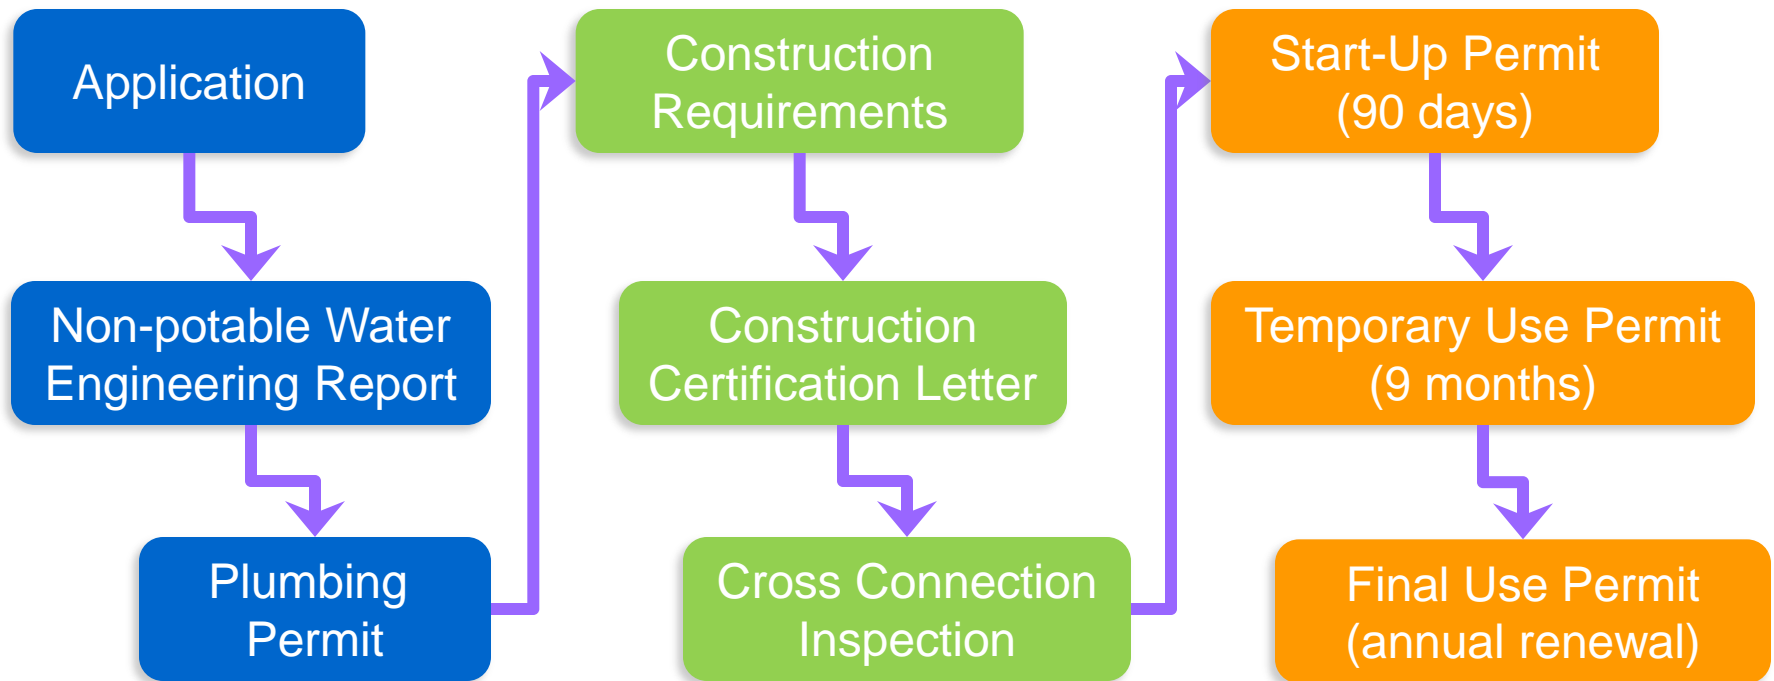 Application
Non-potable Water
Engineering Report
Plumbing
Permit
Construction
Requirements
Construction
Certification Letter
Cross Connection
Inspection
Start-Up Permit
(90 days)
Temporary Use Permit
(9 months)
Final Use Permit
(annual renewal)